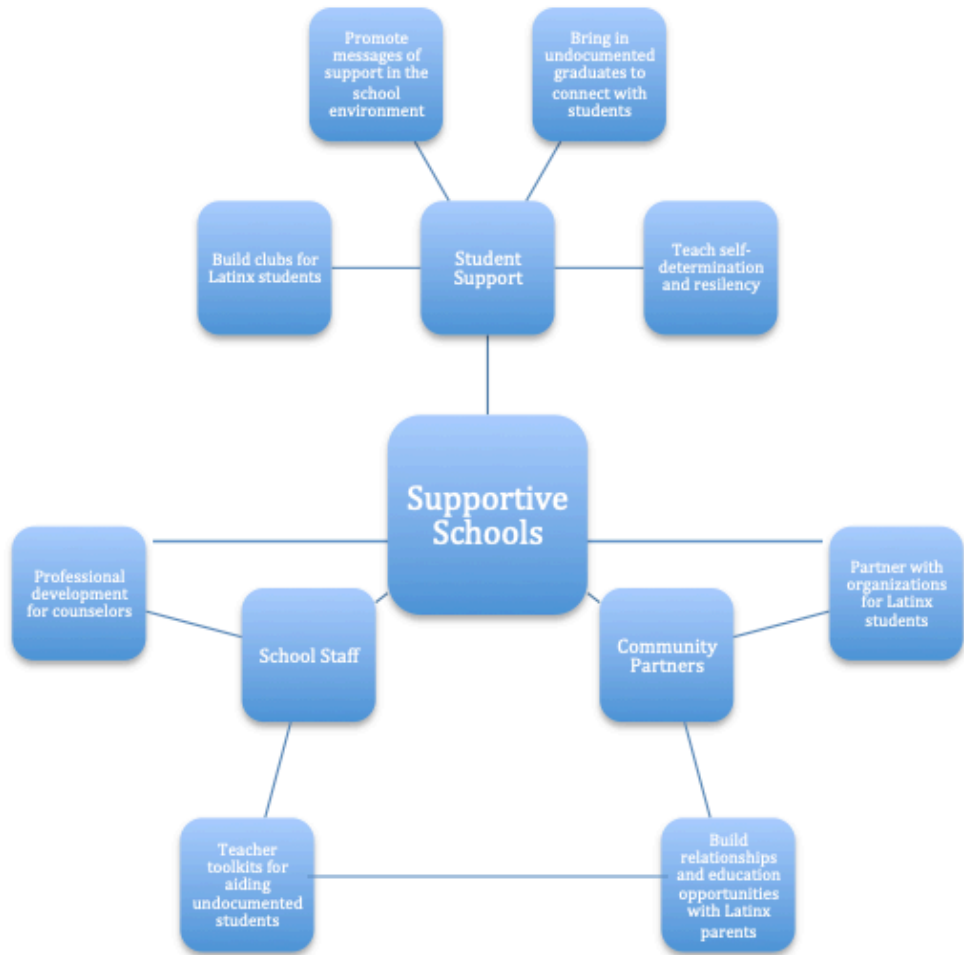 Promote
messages of
support in the
school
environment
Bring in
undocumented
graduates to
connect with
students
Build clubs for
Latinx students
Student
Support
Teach self-
determination
and resilency
Supportive
Schools
Professional
development
for counselors
School Staff
Community
Partners
Partner with
organizations
for Latinx
students
Teacher
toolkits for
aiding
undocumented
students
Build
relationships
and education
opportunities
with Latinx
parents